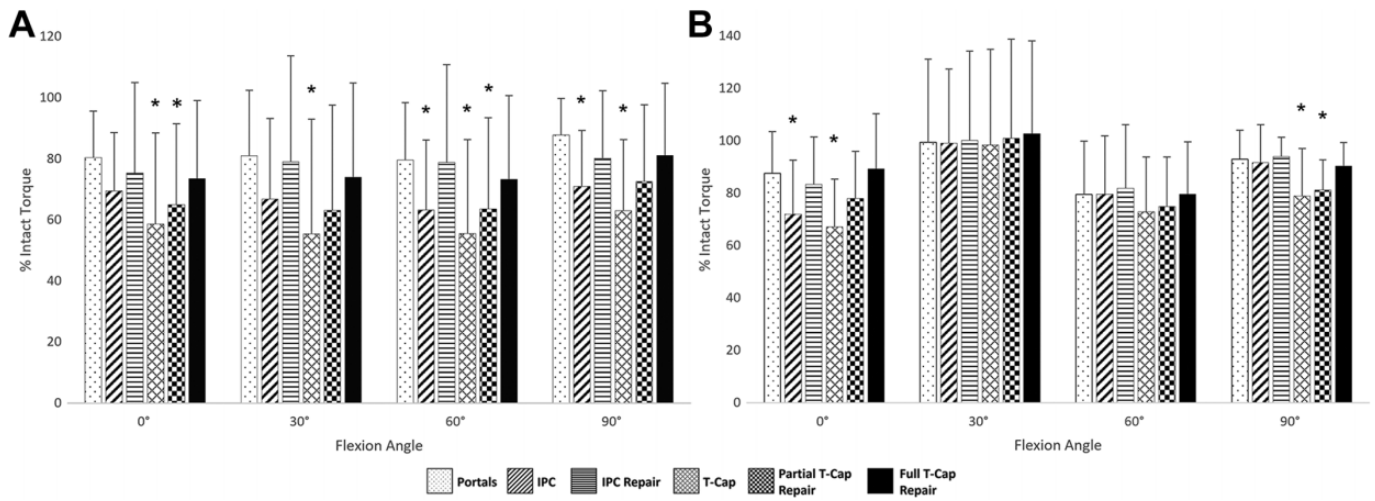 A
120
100
80
60
40
20
0
% Intact Torque
* *
*
* * *
* *
0° 30° 60° 90°
Flexion Angle
B
140
120
100
80
60
40
20
0
% Intact Torque
* *
* *
0° 30° 60° 90°
Flexion Angle
Portals IPC IPC Repair T-Cap Partial T-Cap Full T-Cap
Repair Repair